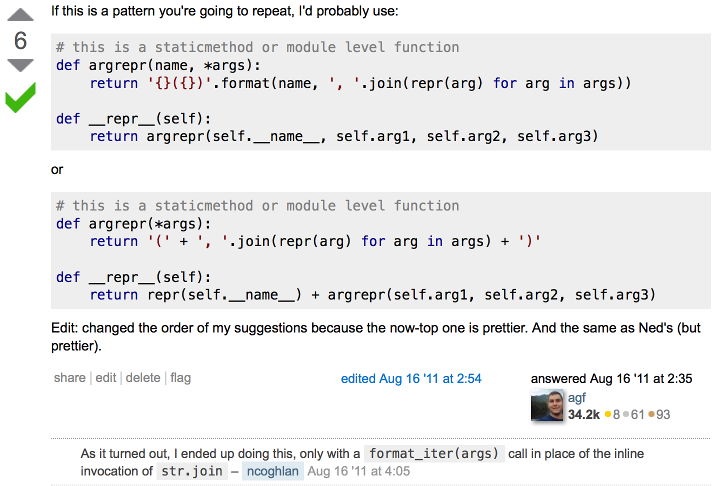 If this is a pattern you're going to repeat, I'd probably use:
6
# this is a staticmethod or module level function
def argrepr(name, *args):
    return '{}({})'.format(name, ', '.join(repr(arg) for arg in args))
def __repr__(self):
    return argrepr(self.__name__, self.arg1, self.arg2, self.arg3)
or
# this is a staticmethod or module level function
def argrepr(*args):
    return '(' + ', '.join(repr(arg) for arg in args) + ')'
def __repr__(self):
    return repr(self.__name__) + argrepr(self.arg1, self.arg2, self.arg3)
Edit: changed the order of my suggestions because the now-top one is prettier. And the same as Ned's (but
prettier).
share edit delete flag
edited Aug 16 '11 at 2:54
answered Aug 16 '11 at 2:35
agf
34.2k 8 61 93
As it turned out, I ended up doing this, only with a format_iter(args) call in place of the inline
invocation of str.join – ncoghlan Aug 16 '11 at 4:05